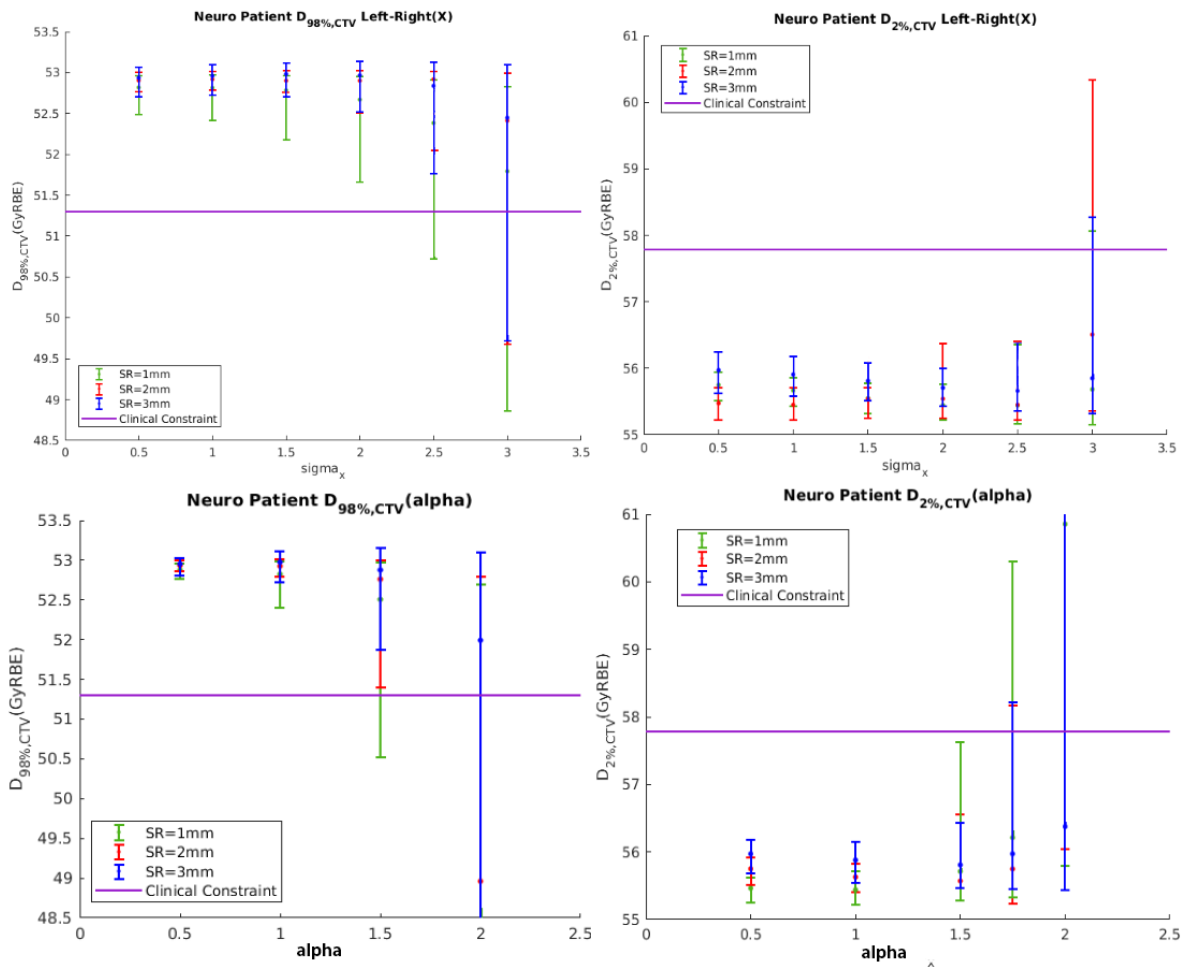 Neuro Patient D98%,CTV Left-Right(X)
53.5
53
52.5
52
51.5
51
50.5
50
49.5
49
48.5
D98%,CTV(GyRBE)
SR=1mm
SR=2mm
SR=3mm
Clinical Constraint
0 0.5 1 1.5 2 2.5 3 3.5
sigmax
Neuro Patient D2%,CTV Left-Right(X)
61
60
59
58
57
56
55
D2%,CTV(GyRBE)
SR=1mm
SR=2mm
SR=3mm
Clinical Constraint
0 0.5 1 1.5 2 2.5 3 3.5
sigmax
Neuro Patient D98%,CTV(alpha)
53.5
53
52.5
52
51.5
51
50.5
50
49.5
49
48.5
D98%,CTV(GyRBE)
SR=1mm
SR=2mm
SR=3mm
Clinical Constraint
0 0.5 1 1.5 2 2.5
alpha
Neuro Patient D2%,CTV(alpha)
61
60
59
58
57
56
55
D2%,CTV(GyRBE)
SR=1mm
SR=2mm
SR=3mm
Clinical Constraint
0 0.5 1 1.5 2 2.5
alpha
^